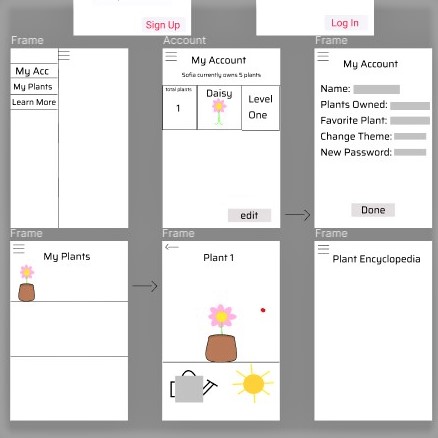 Sign Up
Log In
Frame
Account
Frame
My Acc
My Plants
Learn More
My Account
Sofia currently owns 5 plants
total plants
1
Daisy
Level
One
edit
My Account
Name:
Plants Owned:
Favorite Plant:
Change Theme:
New Password:
Done
Frame
Frame
Frame
My Plants
Plant 1
Plant Encyclopedia